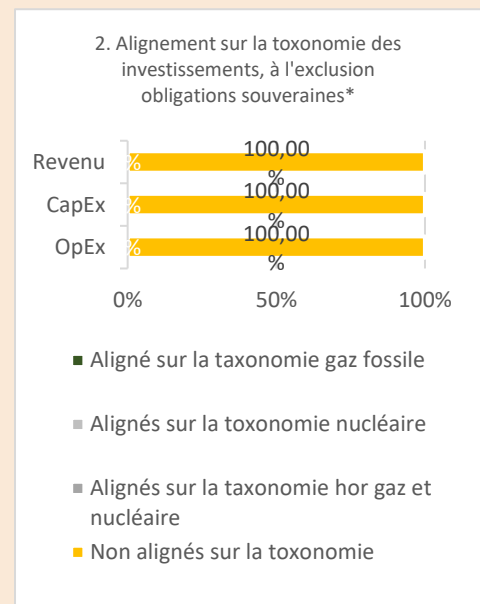 2. Alignement sur la toxonomie des
investissements, à l'exclusion
obligations souveraines*
Revenu
%
100,00
%
CapEx
%
100,00
%
OpEx
%
100,00
%
0%
50%
100%
Aligné sur la taxonomie gaz fossile
Alignés sur la toxonomie nucléaire
Alignés sur la taxonomie hor gaz et
nucléaire
Non alignés sur la toxonomie